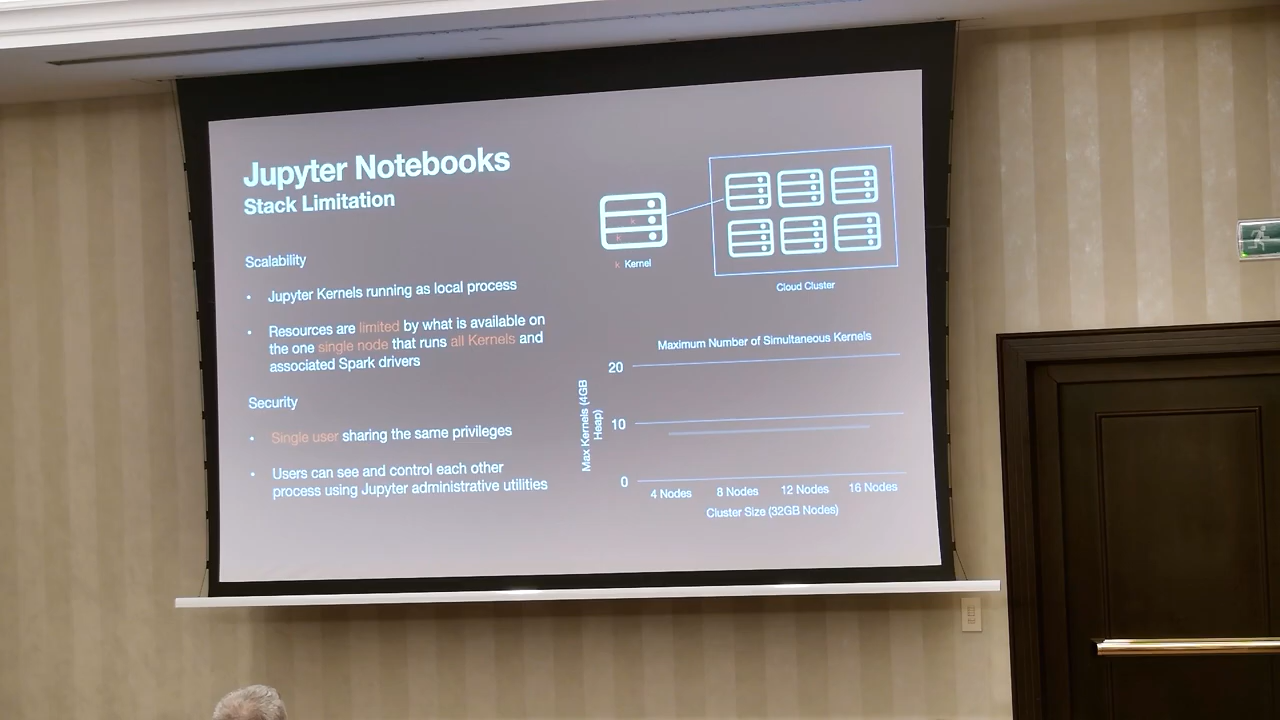 Jupyter Notebooks
Stack Limitation
Scalability
• Jupyter Kernels running as local process
• Resources are limited by what is available on
the one single node that runs all Kernels and
associated Spark drivers
Security
• Single user sharing the same privileges
• Users can see and control each other
process using Jupyter administrative utilities
k
k
k Kernel
Cloud Cluster
Maximum Number of Simultaneous Kernels
Max Kernels (4GB
Heap)
20
10
0
4 Nodes 8 Nodes 12 Nodes 16 Nodes
Cluster Size (32GB Nodes)